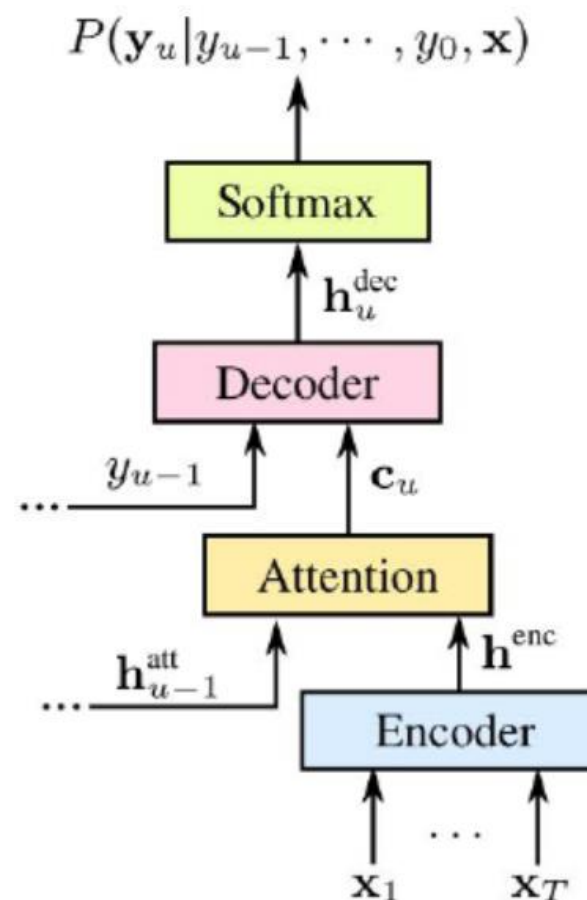 P(y_u|y_{u-1}, ⋯ , y_0, x)
Softmax
h_u^{dec}
Decoder
y_{u-1}
c_u
...
Attention
h_{u-1}^{att}
h^{enc}
...
Encoder
⋯
x_1 x_T